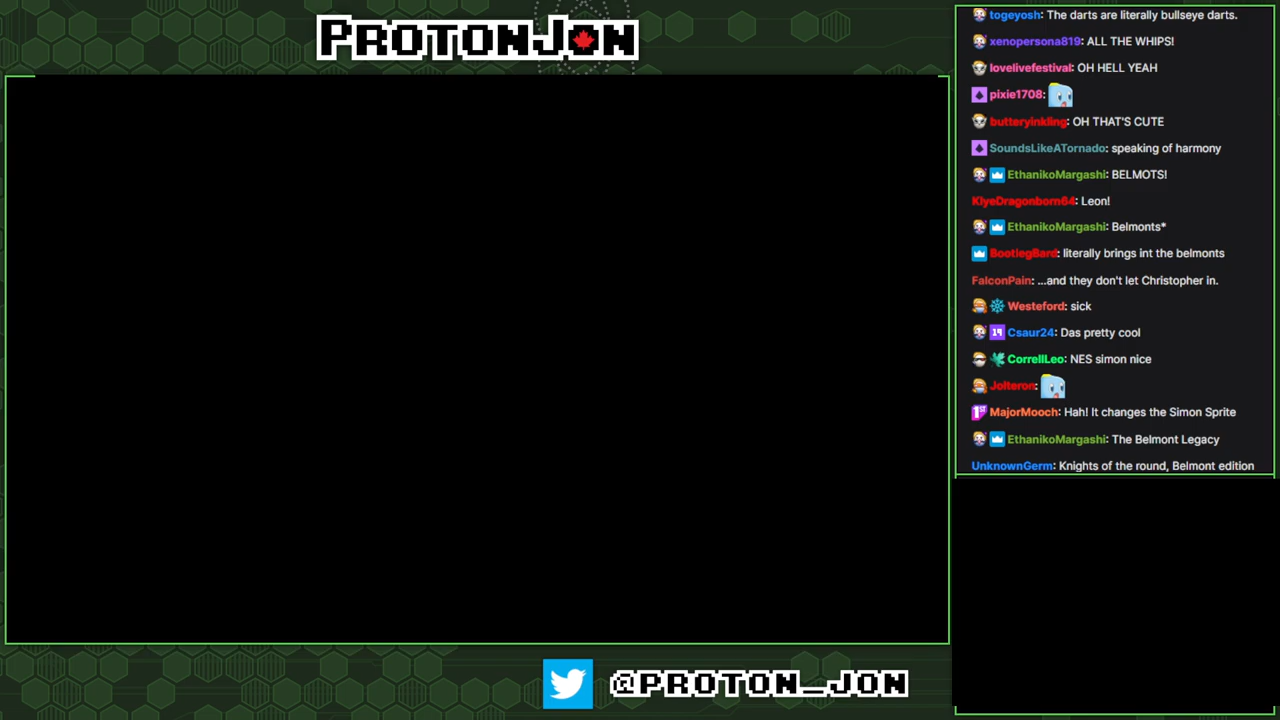 PROTONJON
togeyosh: The darts are literally bullseye darts.
xenopersona819: ALL THE WHIPS!
lovelivefestival: OH HELL YEAH
pixie1708:
butteryinkling: OH THAT'S CUTE
SoundsLikeATornado: speaking of harmony
EthanikoMargashi: BELMOTS!
KlyeDragonborn64: Leon!
EthanikoMargashi: Belmonts*
BootlegBard: literally brings int the belmonts
FalconPain: ...and they don't let Christopher in.
Westeford: sick
Csaur24: Das pretty cool
CorrellLeo: NES simon nice
Jolteron:
MajorMooch: Hah! It changes the Simon Sprite
EthanikoMargashi: The Belmont Legacy
UnknownGerm: Knights of the round, Belmont edition
@PROTON_JON